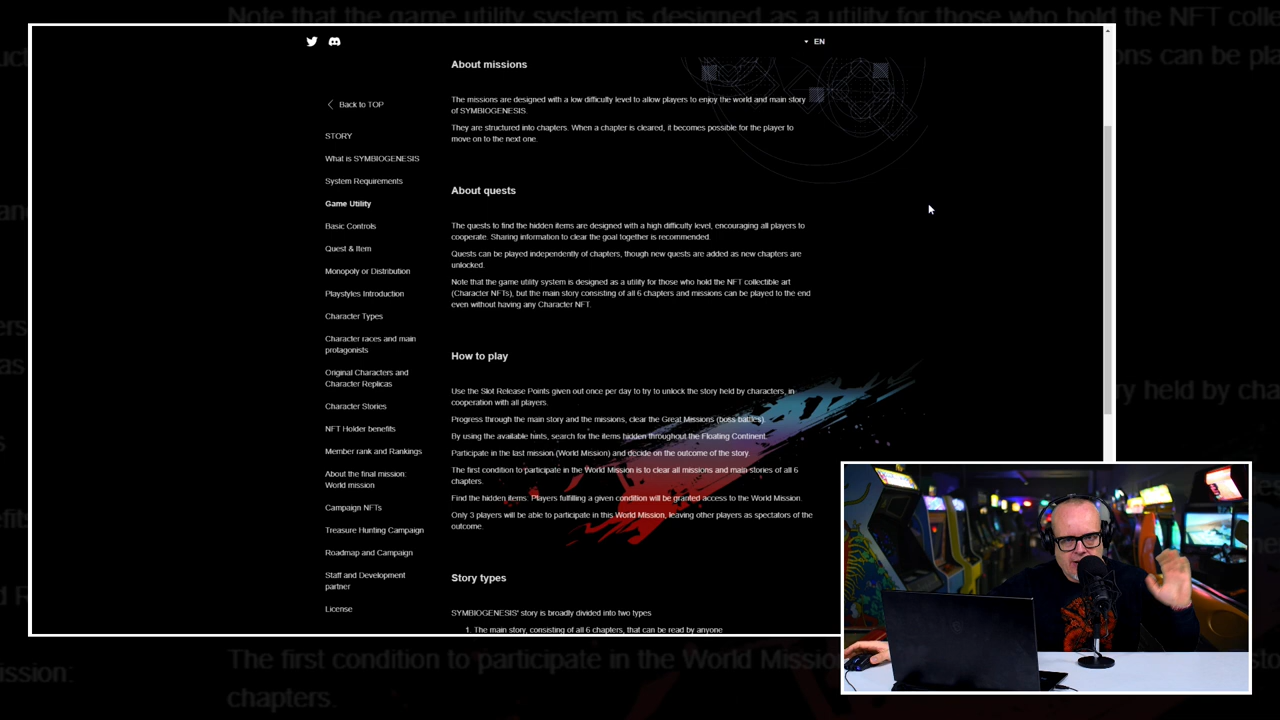 Note that the game utility system is designed as a utility for those who hold the NFT
EN
About missions
The missions are designed with a low difficulty level to allow players to enjoy the world and main story
of SYMBIOGENESIS.
They are structured into chapters. When a chapter is cleared, it becomes possible for the player to
move on to the next one.
Back to TOP
STORY
What is SYMBIOGENESIS
System Requirements
Game Utility
Basic Controls
Quest & Item
Monopoly or Distribution
Playstyles Introduction
Character Types
Character races and main
protagonists
Original Characters and
Character Replicas
Character Stories
NFT Holder benefits
Member rank and Rankings
About the final mission:
World mission
Campaign NFTs
Treasure Hunting Campaign
Roadmap and Campaign
Staff and Development
partner
License
About quests
The quests to find the hidden items are designed with a high difficulty level, encouraging all players to
cooperate. Sharing information to clear the goal together is recommended.
Quests can be played independently of chapters, though new quests are added as new chapters are
unlocked.
Note that the game utility system is designed as a utility for those who hold the NFT collectible art
(Character NFTs), but the main story consisting of all 6 chapters and missions can be played to the end
even without having any Character NFT.
How to play
Use the Slot Release Points given out once per day to try to unlock the story held by characters, in
cooperation with all players.
Progress through the main story and the missions, clear the Great Missions (boss battles).
By using the available hints, search for the items hidden throughout the Floating Continent.
Participate in the last mission (World Mission) and decide on the outcome of the story.
The first condition to participate in the World Mission is to clear all missions and main stories of all 6
chapters.
Find the hidden items. Players fulfilling a given condition will be granted access to the World Mission.
Only 3 players will be able to participate in this World Mission, leaving other players as spectators of the
outcome.
Story types
SYMBIOGENESIS' story is broadly divided into two types
1. The main story, consisting of all 6 chapters, that can be read by anyone
The first condition to participate in the World
chapters.